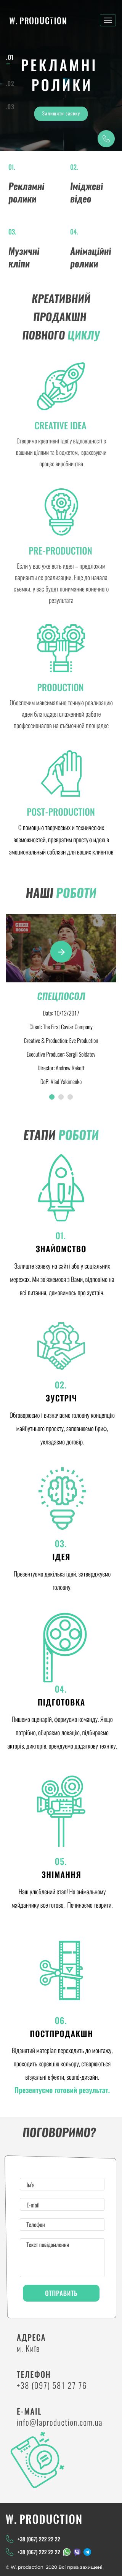 W. PRODUCTION
.01
РЕКЛАМНІ
РОЛИКИ
.02
.03
Залишити заявку
01.
Рекламні
ролики
02.
Іміджеві
відео
03.
Музичні
кліпи
04.
Анімаційні
ролики
КРЕАТИВНИЙ
ПРОДАКШН
ПОВНОГО ЦИКЛУ
CREATIVE IDEA
Створимо креативні ідеї у відповідності з
вашими цілями та бюджетом, враховуючи
процес виробництва
PRE-PRODUCTION
Если у вас уже есть идея – предложим
варианты ее реализации. Еще до начала
съемки, у вас будет понимание конечного
результата
PRODUCTION
Обеспечим максимально точную реализацию
идеи благодаря слаженной работе
профессионалов на съёмочной площадке
POST-PRODUCTION
С помощью творческих и технических
возможностей, превратим простую идею в
эмоциональный соблазн для ваших клиентов
НАШІ РОБОТИ
СПЕЦПОСОЛ
Date: 10/12/2017
Client: The First Caviar Company
Creative & Production: Eve Production
Executive Producer: Sergii Soldatov
Director: Andrew Rakoff
DoP: Vlad Yakimenko
ЕТАПИ РОБОТИ
01.
ЗНАЙОМСТВО
Залиште заявку на сайті або у соціальних
мережах. Ми зв'яжемося з Вами, відповімо на
всі питання, домовимось про зустріч.
02.
ЗУСТРІЧ
Обговорюємо і визначаємо головну концепцію
майбутнього проекту, заповнюємо бриф,
укладаємо договір.
03.
ІДЕЯ
Презентуємо декілька ідей, затверджуємо
головну.
04.
ПІДГОТОВКА
Пишемо сценарій, формуємо команду. Якщо
потрібно, обираємо локацію, підбираємо
акторів, дикторів, орендуємо додаткову техніку.
05.
ЗНІМАННЯ
Наш улюблений етап! На знімальному
майданчику все готово. Починаємо творити.
06.
ПОСТПРОДАКШН
Відзнятий матеріал переходить до монтажу,
проходить корекцію кольору, створюються
візуальні ефекти, sound-дизайн.
Презентуємо готовий результат.
ПОГОВОРИМО?
Ім'я
E-mail
Телефон
Текст повідомлення
ОТПРАВИТЬ
АДРЕСА
м. Київ
ТЕЛЕФОН
+38 (097) 581 27 76
E-MAIL
info@laproduction.com.ua
W. PRODUCTION
+38 (067) 222 22 22
+38 (067) 222 22 22
© W. prodaction 2020 Всі права захищені